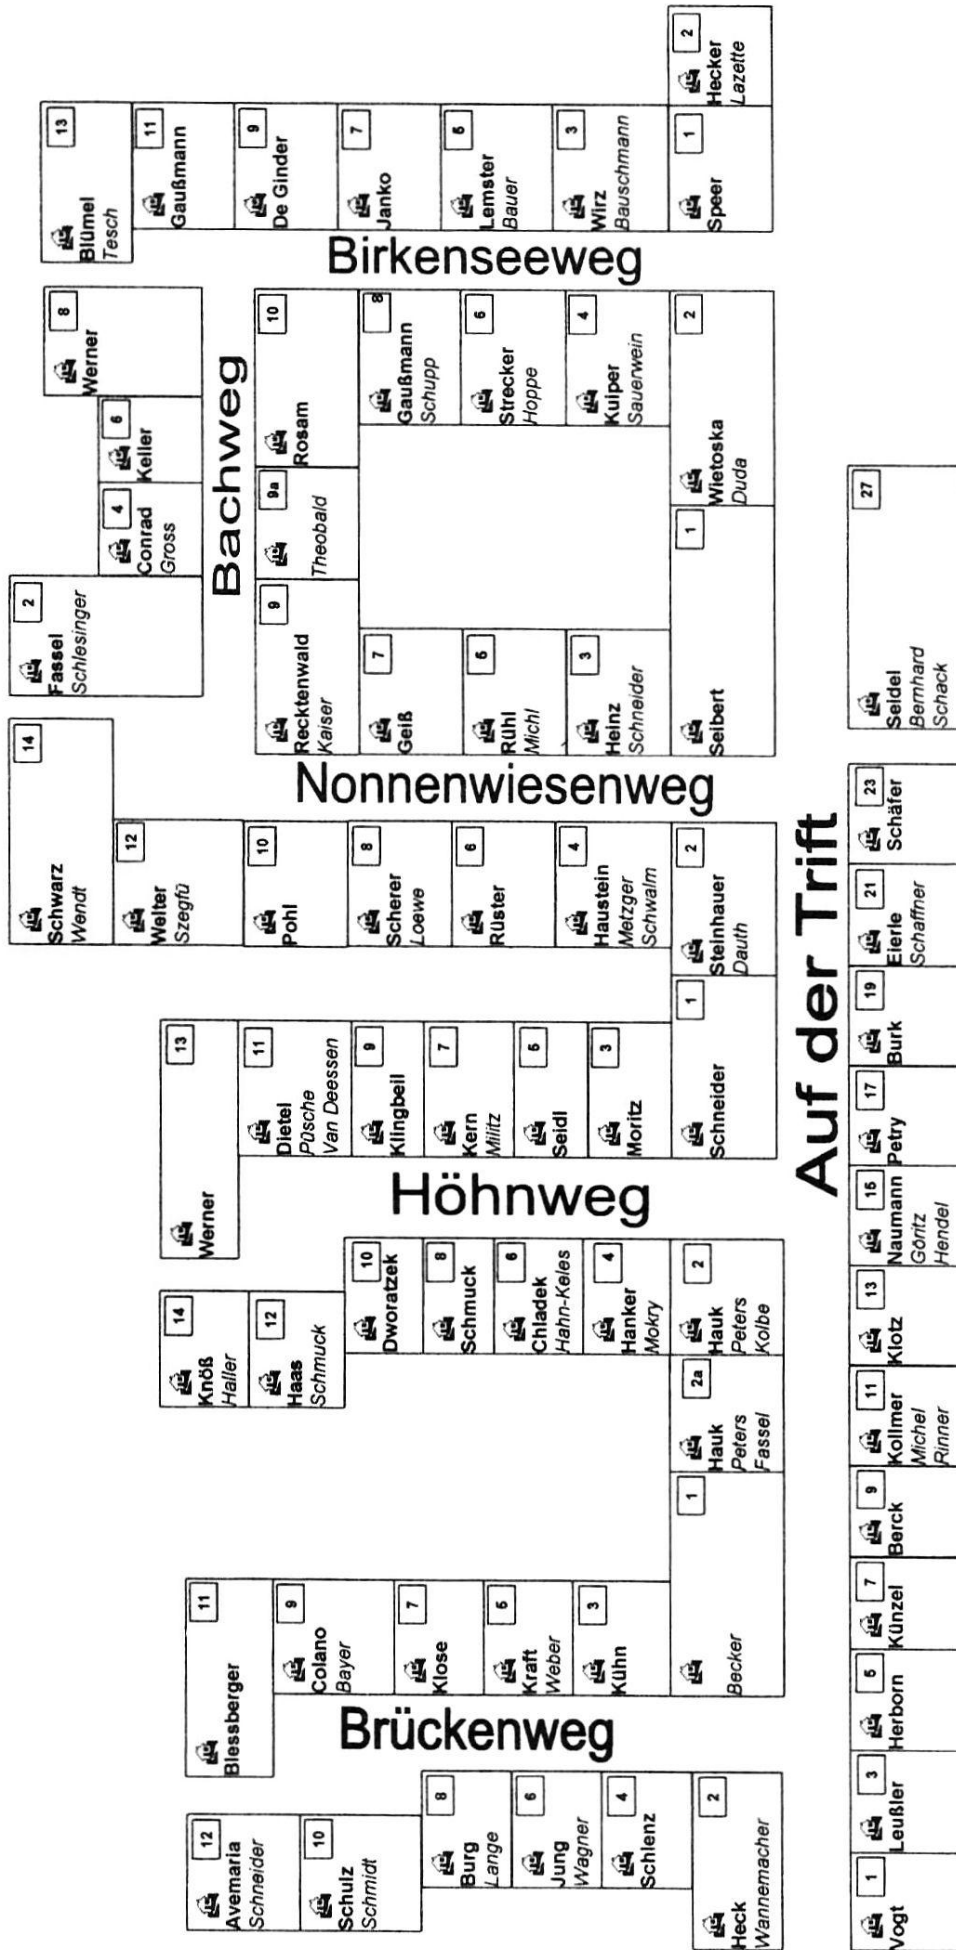 13
Blümel
Tesch
11
Gaußmann
9
De Ginder
7
Janko
5
Lemster
Bauer
3
Wirz
Bauschmann
1
Speer
2
Hecker
Lazette
Birkenseeweg
8
Werner
6
Keller
4
Conrad
Gross
2
Fassel
Schlesinger
Bachweg
10
Rosam
9a
Theobald
9
Recktenwald
Kaiser
8
Gaußmann
Schupp
6
Strecker
Hoppe
4
Kuiper
Sauerwein
2
Wietoska
Duda
7
Geiß
5
Rühl
Michl
3
Heinz
Schneider
1
Seibert
Nonnenwiesenweg
14
Schwarz
Wendt
12
Welter
Szegfü
10
Pohl
8
Scherer
Loewe
6
Rüster
4
Haustein
Metzger
Schwalm
2
Steinhauer
Dauth
13
Werner
11
Dietel
Püsche
Van Deessen
9
Klingbeil
7
Kern
Militz
5
Seidl
3
Moritz
1
Schneider
Höhnweg
14
Knöß
Haller
12
Haas
Schmuck
10
Dworatzek
8
Schmuck
6
Chladek
Hahn-Keles
4
Hanker
Mokry
2
Hauk
Peters
Kolbe
2a
Hauk
Peters
Fassel
11
Blessberger
9
Colano
Bayer
7
Klose
5
Kraft
Weber
3
Kühn
1
Becker
Brückenweg
12
Avemaria
Schneider
10
Schulz
Schmidt
8
Burg
Lange
6
Jung
Wagner
4
Schlenz
2
Heck
Wannemacher
Auf der Trift
27
Seidel
Bernhard
Schack
23
Schäfer
21
Eierle
Schaffner
19
Burk
17
Petry
15
Naumann
Göritz
Hendel
13
Klotz
11
Kollmer
Michel
Rinner
9
Berck
7
Künzel
5
Herborn
3
Leußler
1
Vogt